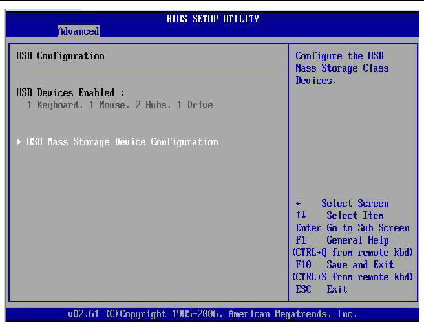 BIOS SETUP UTILITY
Advanced
USB Configuration
USB Devices Enabled :
1 Keyboard, 1 Mouse, 2 Hubs, 1 Drive
▶ USB Mass Storage Device Configuration
Configure the USB
Mass Storage Class
Devices.
← Select Screen
↑↓ Select Item
Enter Go to Sub Screen
F1 General Help
(CTRL+Q from remote kbd)
F10 Save and Exit
(CTRL+S from remote kbd)
ESC Exit
v02.61 (C)Copyright 1985-2006, American Megatrends, Inc.